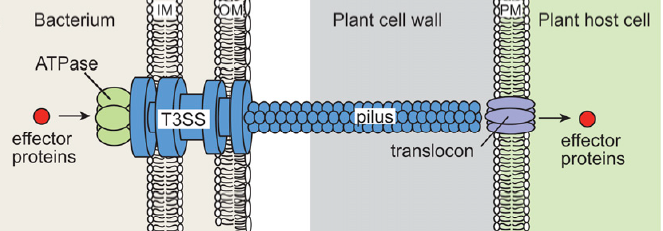 Bacterium
IM
OM
Plant cell wall
PM
Plant host cell
ATPase
T3SS
pilus
effector
proteins
translocon
effector
proteins